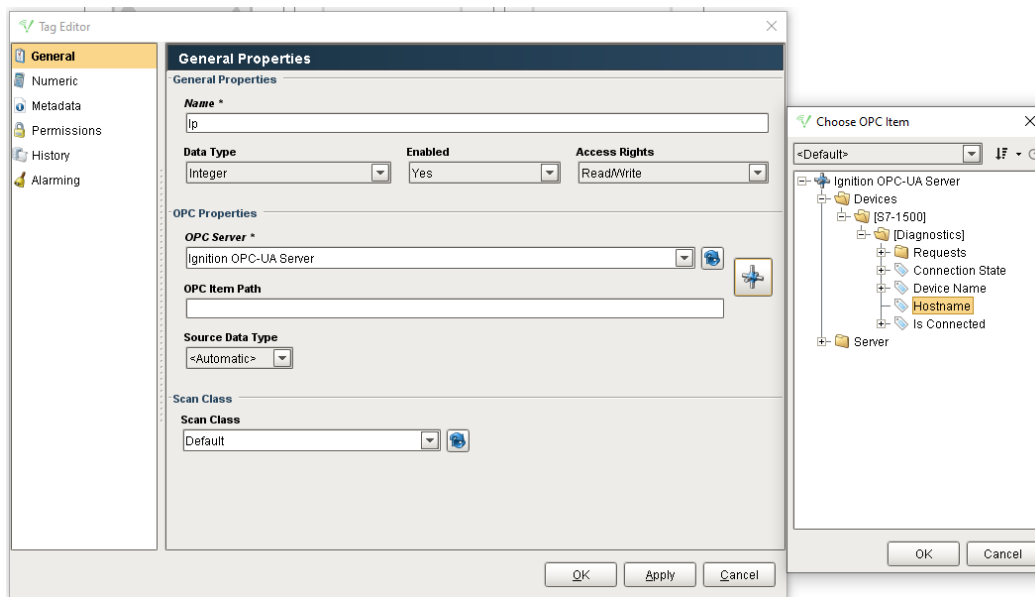 Tag Editor
General
Numeric
Metadata
Permissions
History
Alarming
General Properties
General Properties
Name *
Ip
Data Type Enabled Access Rights
Integer Yes Read/Write
OPC Properties
OPC Server *
Ignition OPC-UA Server
OPC Item Path
Source Data Type
<Automatic>
Scan Class
Scan Class
Default
OK Apply Cancel
Choose OPC Item
<Default>
Ignition OPC-UA Server
Devices
[S7-1500]
[Diagnostics]
Requests
Connection State
Device Name
Hostname
Is Connected
Server
OK Cancel